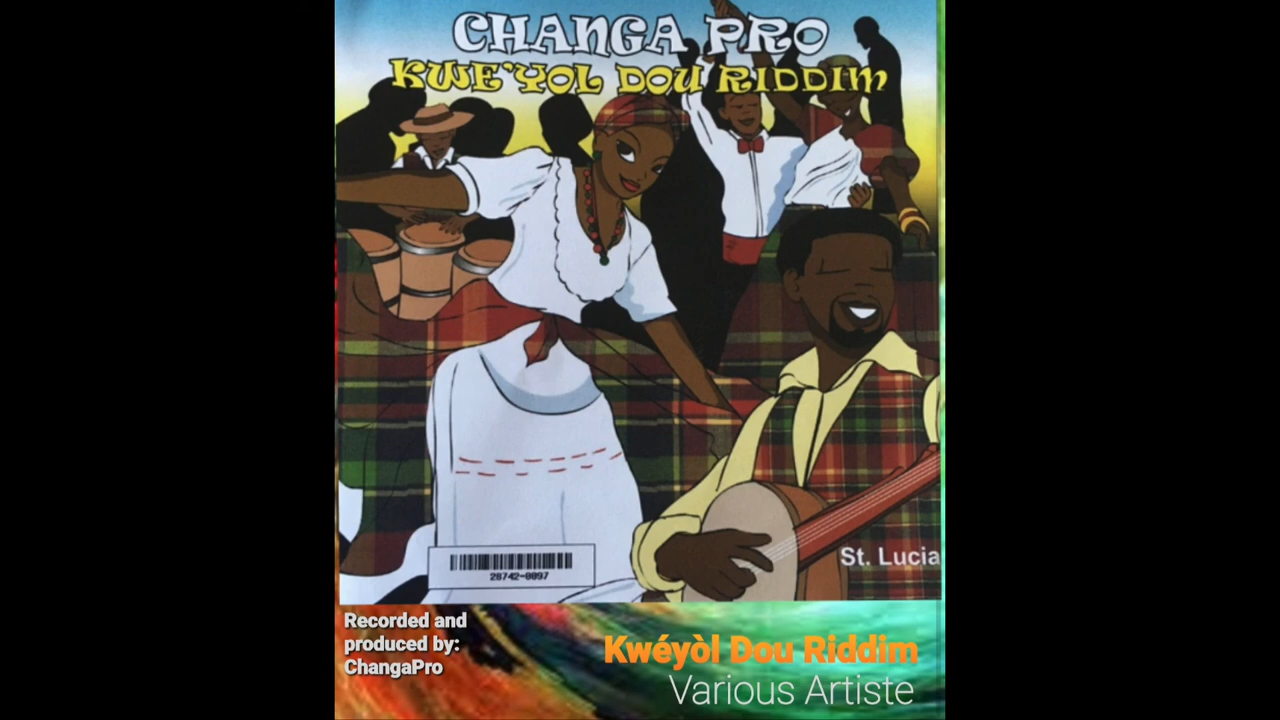 CHANGA PRO
KWE'YOL DOU RIDDIM
St. Lucia
28742-0097
Recorded and
produced by:
ChangaPro
Kwéyòl Dou Riddim
Various Artiste